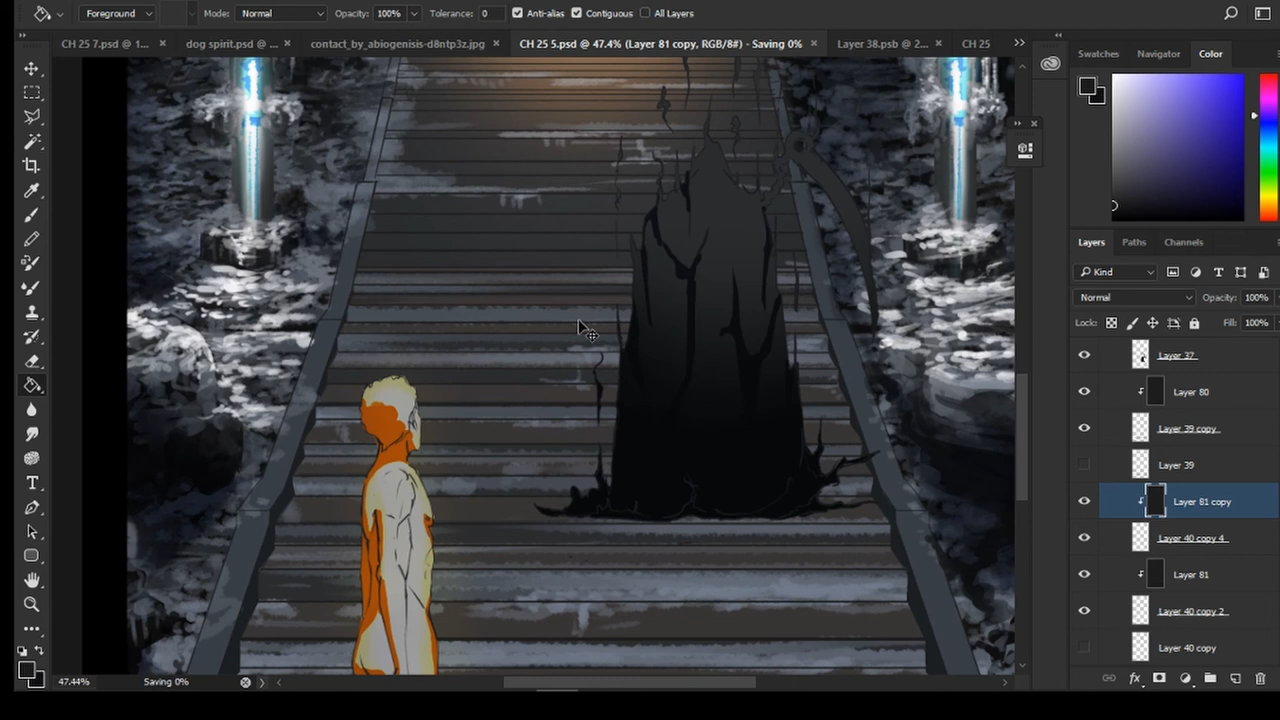 Foreground Mode: Normal Opacity: 100% Tolerance: 0 Anti-alias Contiguous All Layers
CH 25 7.psd @ 1... dog spirit.psd @ ... contact_by_abiogenisis-d8ntp3z.jpg CH 25 5.psd @ 47.4% (Layer 81 copy, RGB/8#) - Saving 0% Layer 38.psb @ 2... CH 25
Swatches Navigator Color
Layers Paths Channels
Kind
Normal Opacity: 100%
Lock: Fill: 100%
Layer 37
Layer 80
Layer 39 copy
Layer 39
Layer 81 copy
Layer 40 copy 4
Layer 81
Layer 40 copy 2
Layer 40 copy
47.44% Saving 0%